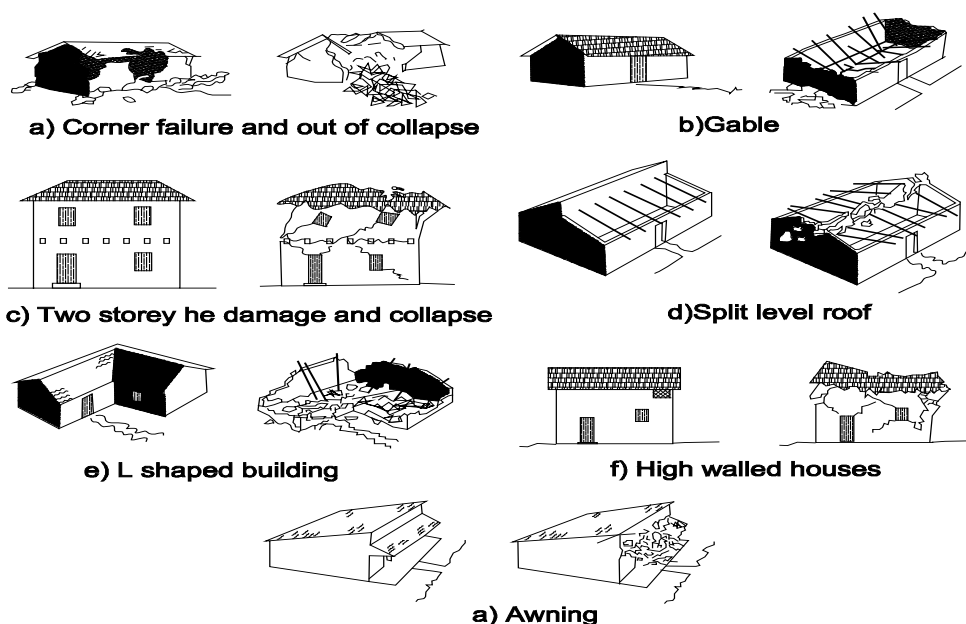 a) Corner failure and out of collapse
b)Gable
c) Two storey he damage and collapse
d)Split level roof
e) L shaped building
f) High walled houses
a) Awning